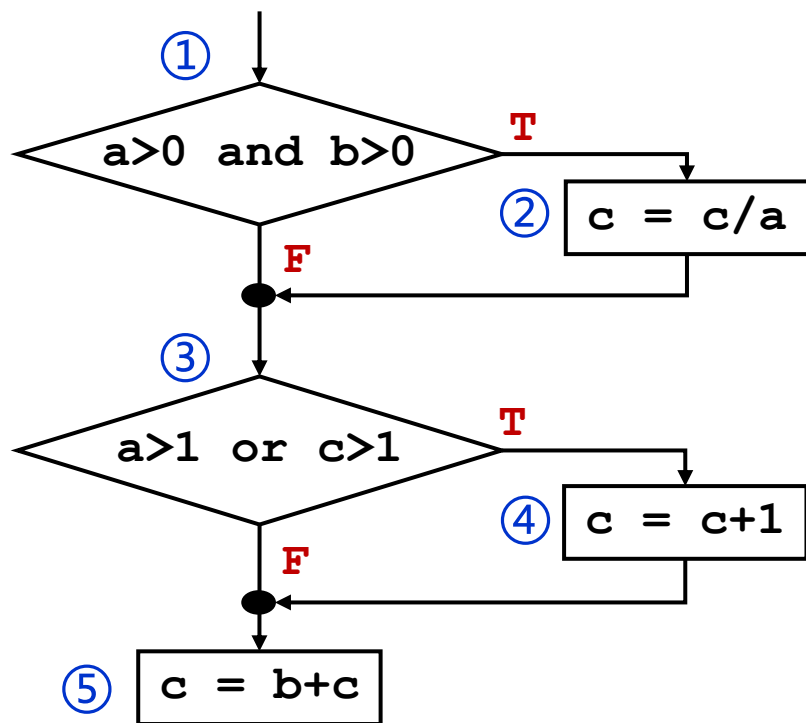 ①
a>0 and b>0
T
②
c = c/a
F
③
a>1 or c>1
T
④
c = c+1
F
⑤
c = b+c